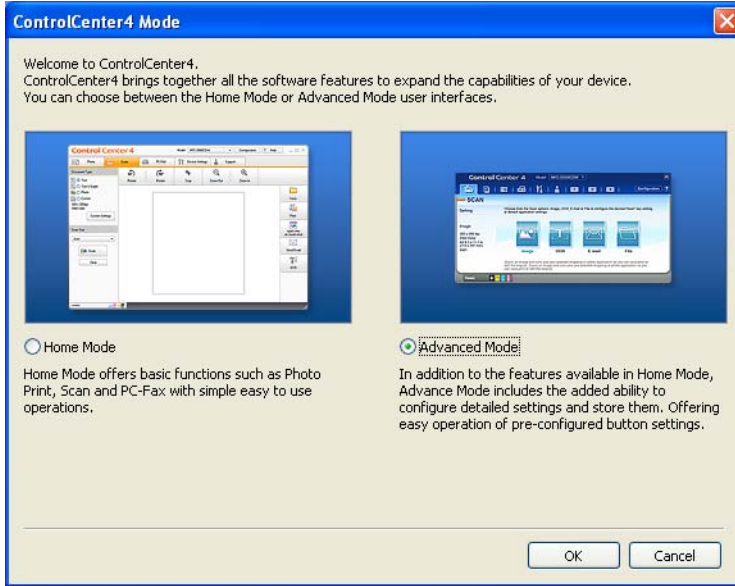 ControlCenter4 Mode
Welcome to ControlCenter4.
ControlCenter4 brings together all the software features to expand the capabilities of your device.
You can choose between the Home Mode or Advanced Mode user interfaces.
Control Center 4
Control Center 4
SCAN
Home Mode
Home Mode offers basic functions such as Photo
Print, Scan and PC-Fax with simple easy to use
operations.
Advanced Mode
In addition to the features available in Home Mode,
Advance Mode includes the added ability to
configure detailed settings and store them. Offering
easy operation of pre-configured button settings.
OK
Cancel